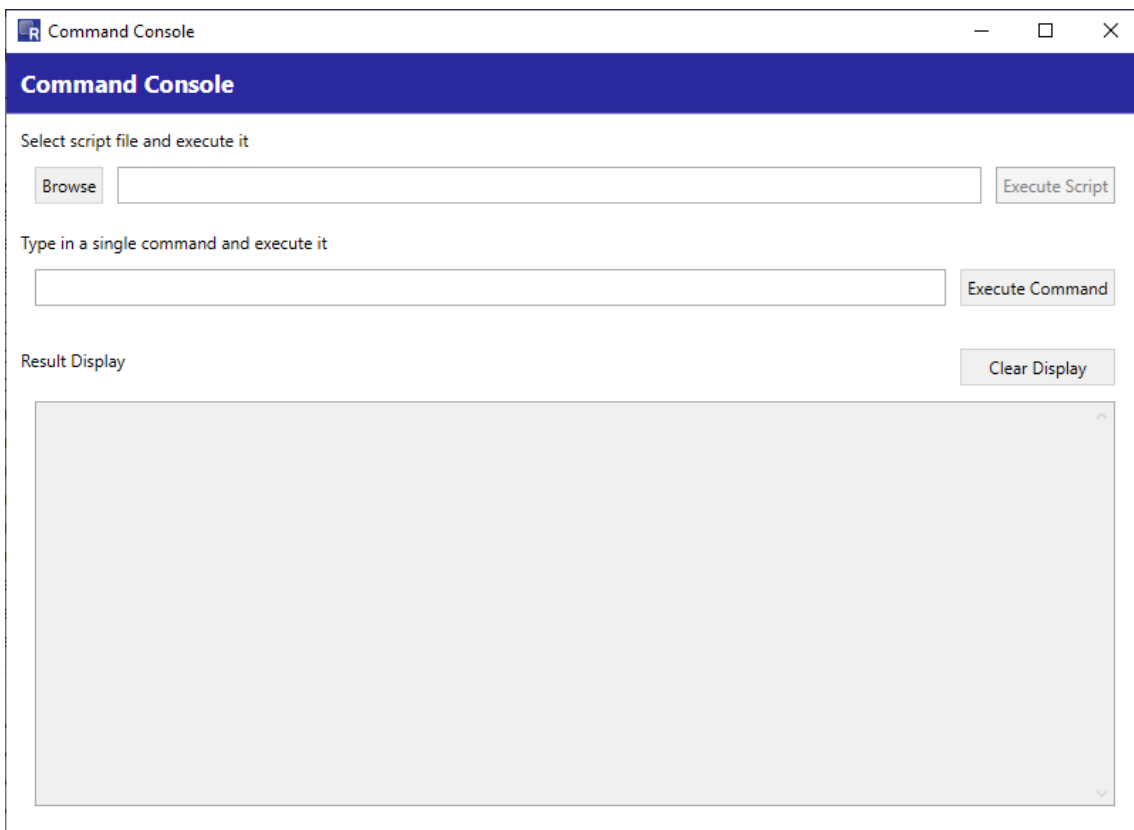 Command Console
Command Console
Select script file and execute it
Browse
Execute Script
Type in a single command and execute it
Execute Command
Result Display
Clear Display